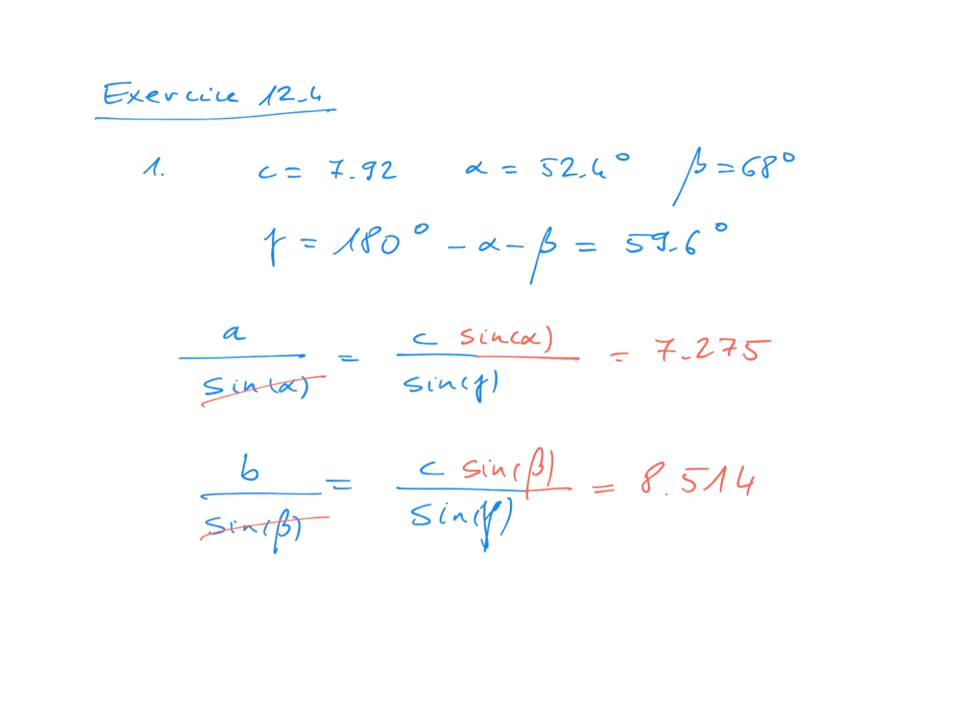 Exercice 12.4
1. c = 7.92 α = 52.4° β = 68°
γ = 180° - α - β = 59.6°
a / sin(α) = c sin(α) / sin(γ) = 7.275
b / sin(β) = c sin(β) / sin(γ) = 8.514